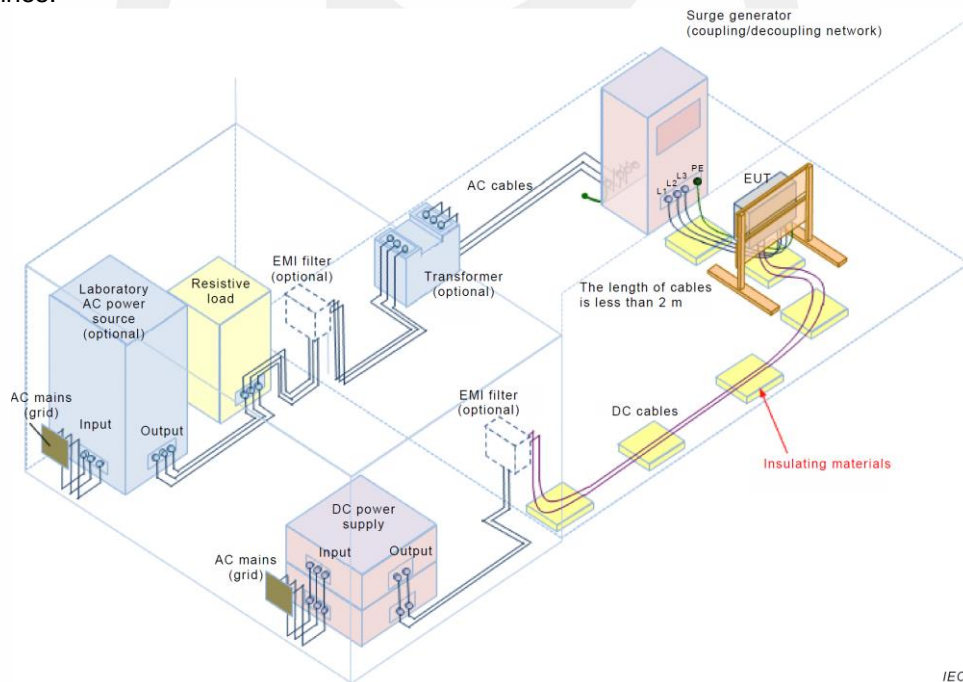 Surge generator
(coupling/decoupling network)
PE
L3
L2
L1
EUT
AC cables
EMI filter
(optional)
Transformer
(optional)
The length of cables
is less than 2 m
Laboratory
AC power
source
(optional)
Resistive
load
AC mains
(grid)
Input
Output
EMI filter
(optional)
DC cables
Insulating materials
DC power
supply
Input
Output
AC mains
(grid)
IEC